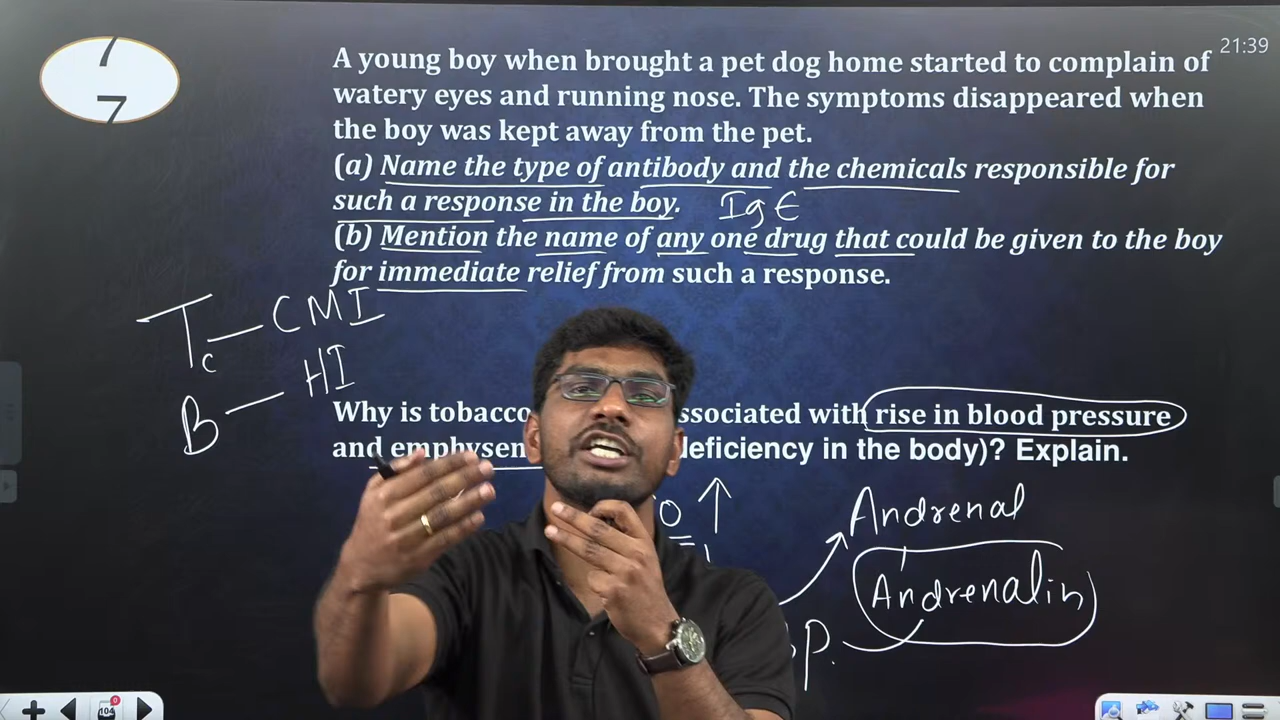 7
7
21:39
A young boy when brought a pet dog home started to complain of
watery eyes and running nose. The symptoms disappeared when
the boy was kept away from the pet.
(a) Name the type of antibody and the chemicals responsible for
such a response in the boy. Ig E
(b) Mention the name of any one drug that could be given to the boy
for immediate relief from such a response.
Tc — CMI
B — HI
Why is tobacco ssociated with rise in blood pressure
and emphysem deficiency in the body)? Explain.
O ↑
Andrenal
Andrenalin
P.
104
0